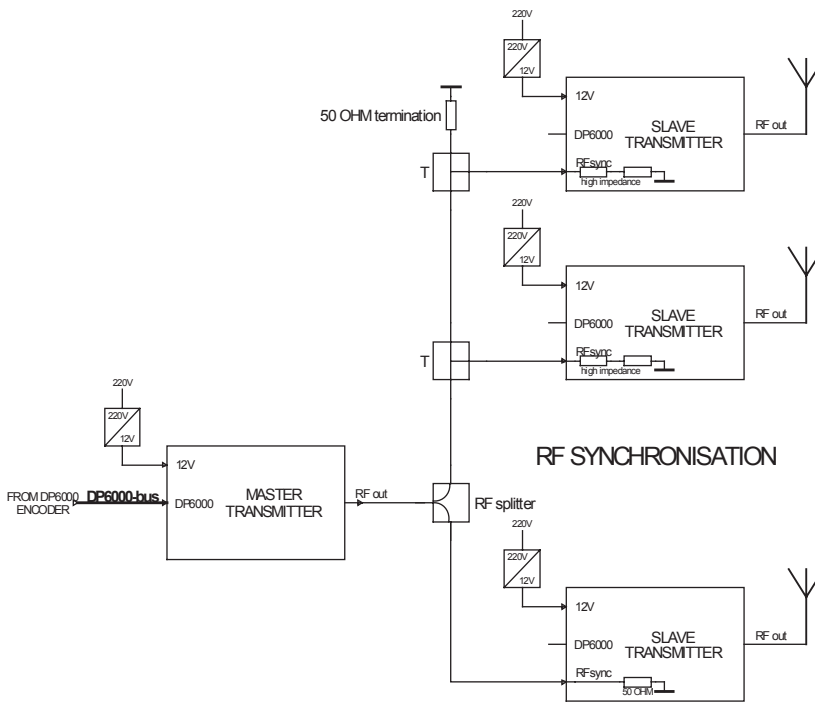 220V
220V
12V
12V
SLAVE
TRANSMITTER
RF out
DP6000
RFsync
high impedance
50 OHM termination
T
220V
220V
12V
12V
SLAVE
TRANSMITTER
RF out
DP6000
RFsync
high impedance
T
220V
220V
12V
12V
RF SYNCHRONISATION
FROM DP6000
ENCODER
DP6000-bus
DP6000
MASTER
TRANSMITTER
RF out
RF splitter
220V
220V
12V
12V
SLAVE
TRANSMITTER
RF out
DP6000
RFsync
50 OHM